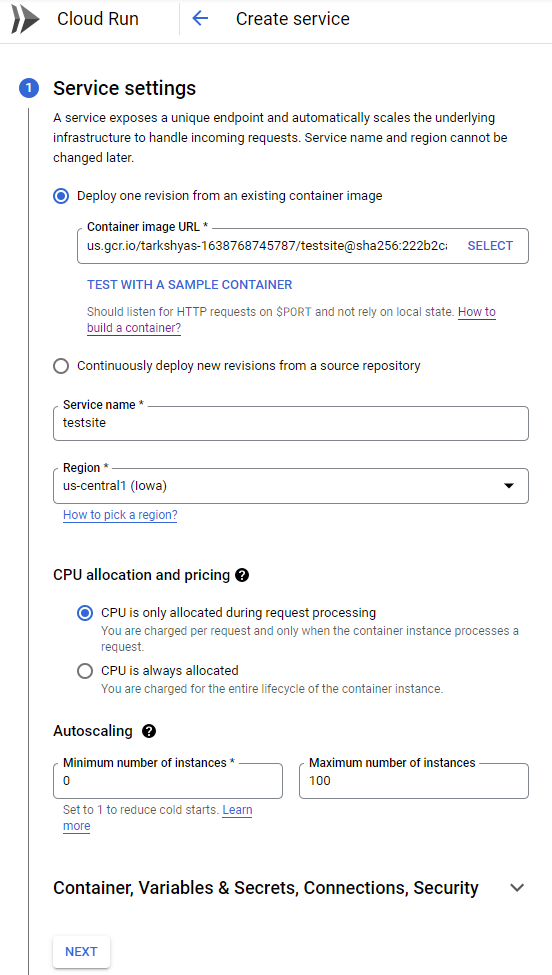 Cloud Run
Create service
1
Service settings
A service exposes a unique endpoint and automatically scales the underlying
infrastructure to handle incoming requests. Service name and region cannot be
changed later.
Deploy one revision from an existing container image
Container image URL *
us.gcr.io/tarkshyas-1638768745787/testsite@sha256:222b2c
SELECT
TEST WITH A SAMPLE CONTAINER
Should listen for HTTP requests on $PORT and not rely on local state. How to
build a container?
Continuously deploy new revisions from a source repository
Service name *
testsite
Region *
us-central1 (Iowa)
How to pick a region?
CPU allocation and pricing ?
CPU is only allocated during request processing
You are charged per request and only when the container instance processes a
request.
CPU is always allocated
You are charged for the entire lifecycle of the container instance.
Autoscaling ?
Minimum number of instances *
0
Maximum number of instances
100
Set to 1 to reduce cold starts. Learn
more
Container, Variables & Secrets, Connections, Security
NEXT